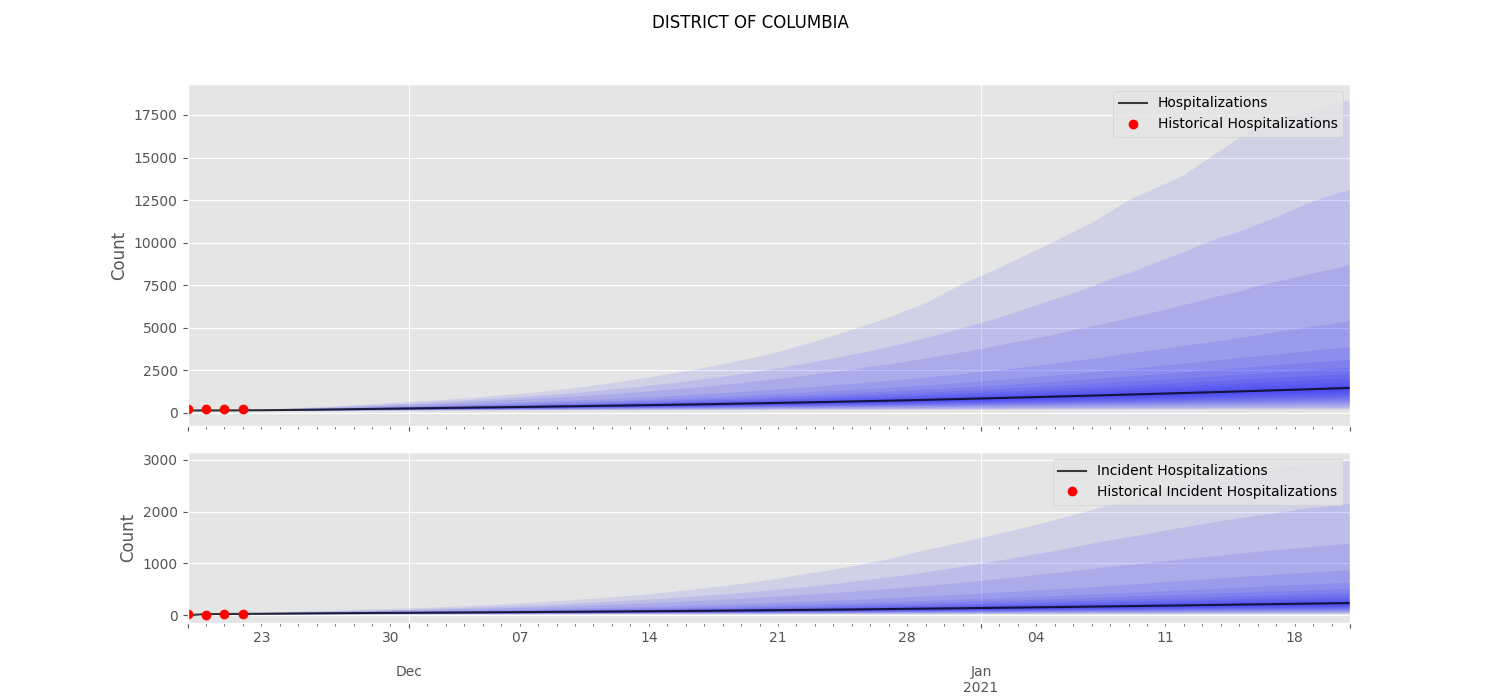 DISTRICT OF COLUMBIA
Hospitalizations
Historical Hospitalizations
17500
15000
12500
10000
7500
5000
2500
0
Count
Incident Hospitalizations
Historical Incident Hospitalizations
3000
2000
1000
0
Count
23 30 07 14 21 28 04 11 18
Dec Jan
2021